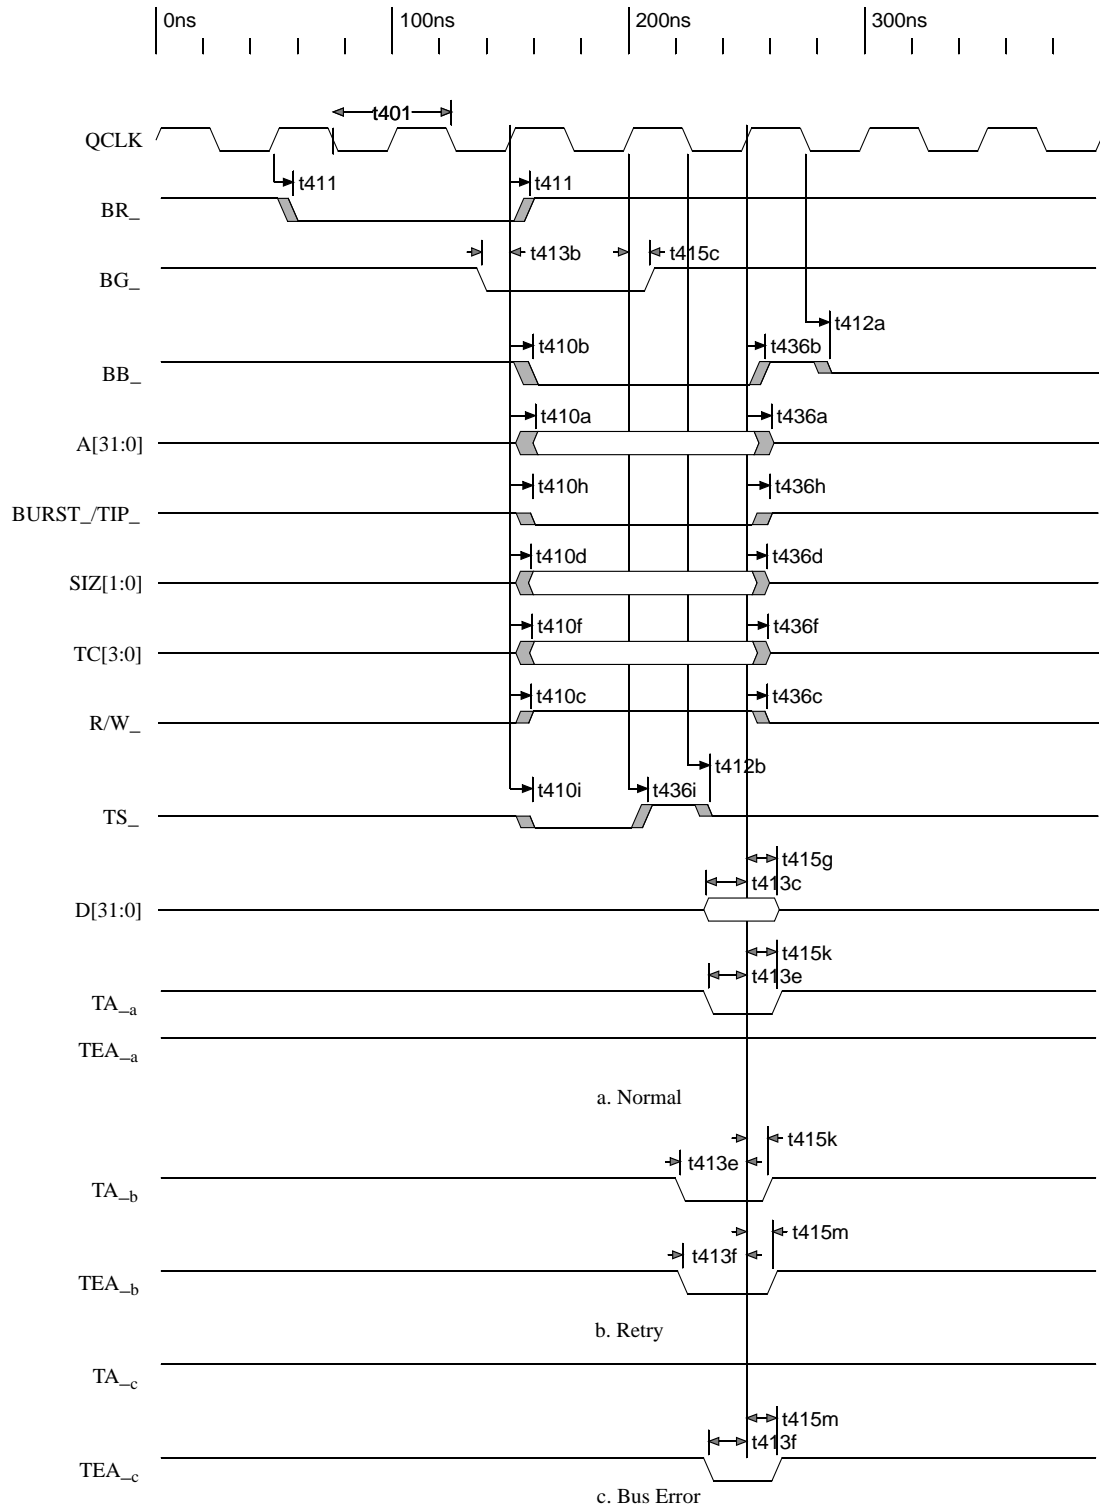 0ns 100ns 200ns 300ns
t401
QCLK
t411 t411
BR_
t413b t415c
BG_
t412a
t410b t436b
BB_
t410a t436a
A[31:0]
t410h t436h
BURST_/TIP_
t410d t436d
SIZ[1:0]
t410f t436f
TC[3:0]
t410c t436c
R/W_
t412b
t410i t436i
TS_
t415g
t413c
D[31:0]
t415k
t413e
TA_a
TEA_a
a. Normal
t415k
t413e
TA_b
t415m
t413f
TEA_b
b. Retry
TA_c
t415m
t413f
TEA_c
c. Bus Error